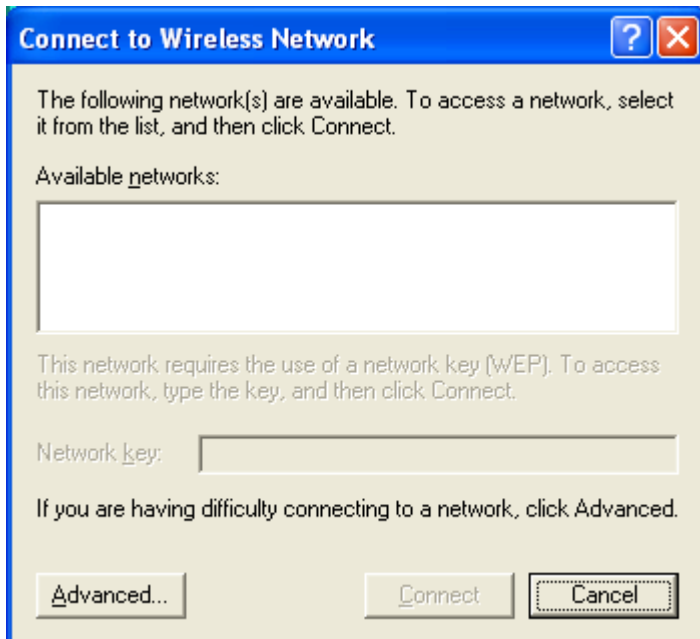 Connect to Wireless Network
The following network(s) are available. To access a network, select
it from the list, and then click Connect.
Available networks:
This network requires the use of a network key (WEP). To access
this network, type the key, and then click Connect.
Network key:
If you are having difficulty connecting to a network, click Advanced.
Advanced... Connect Cancel